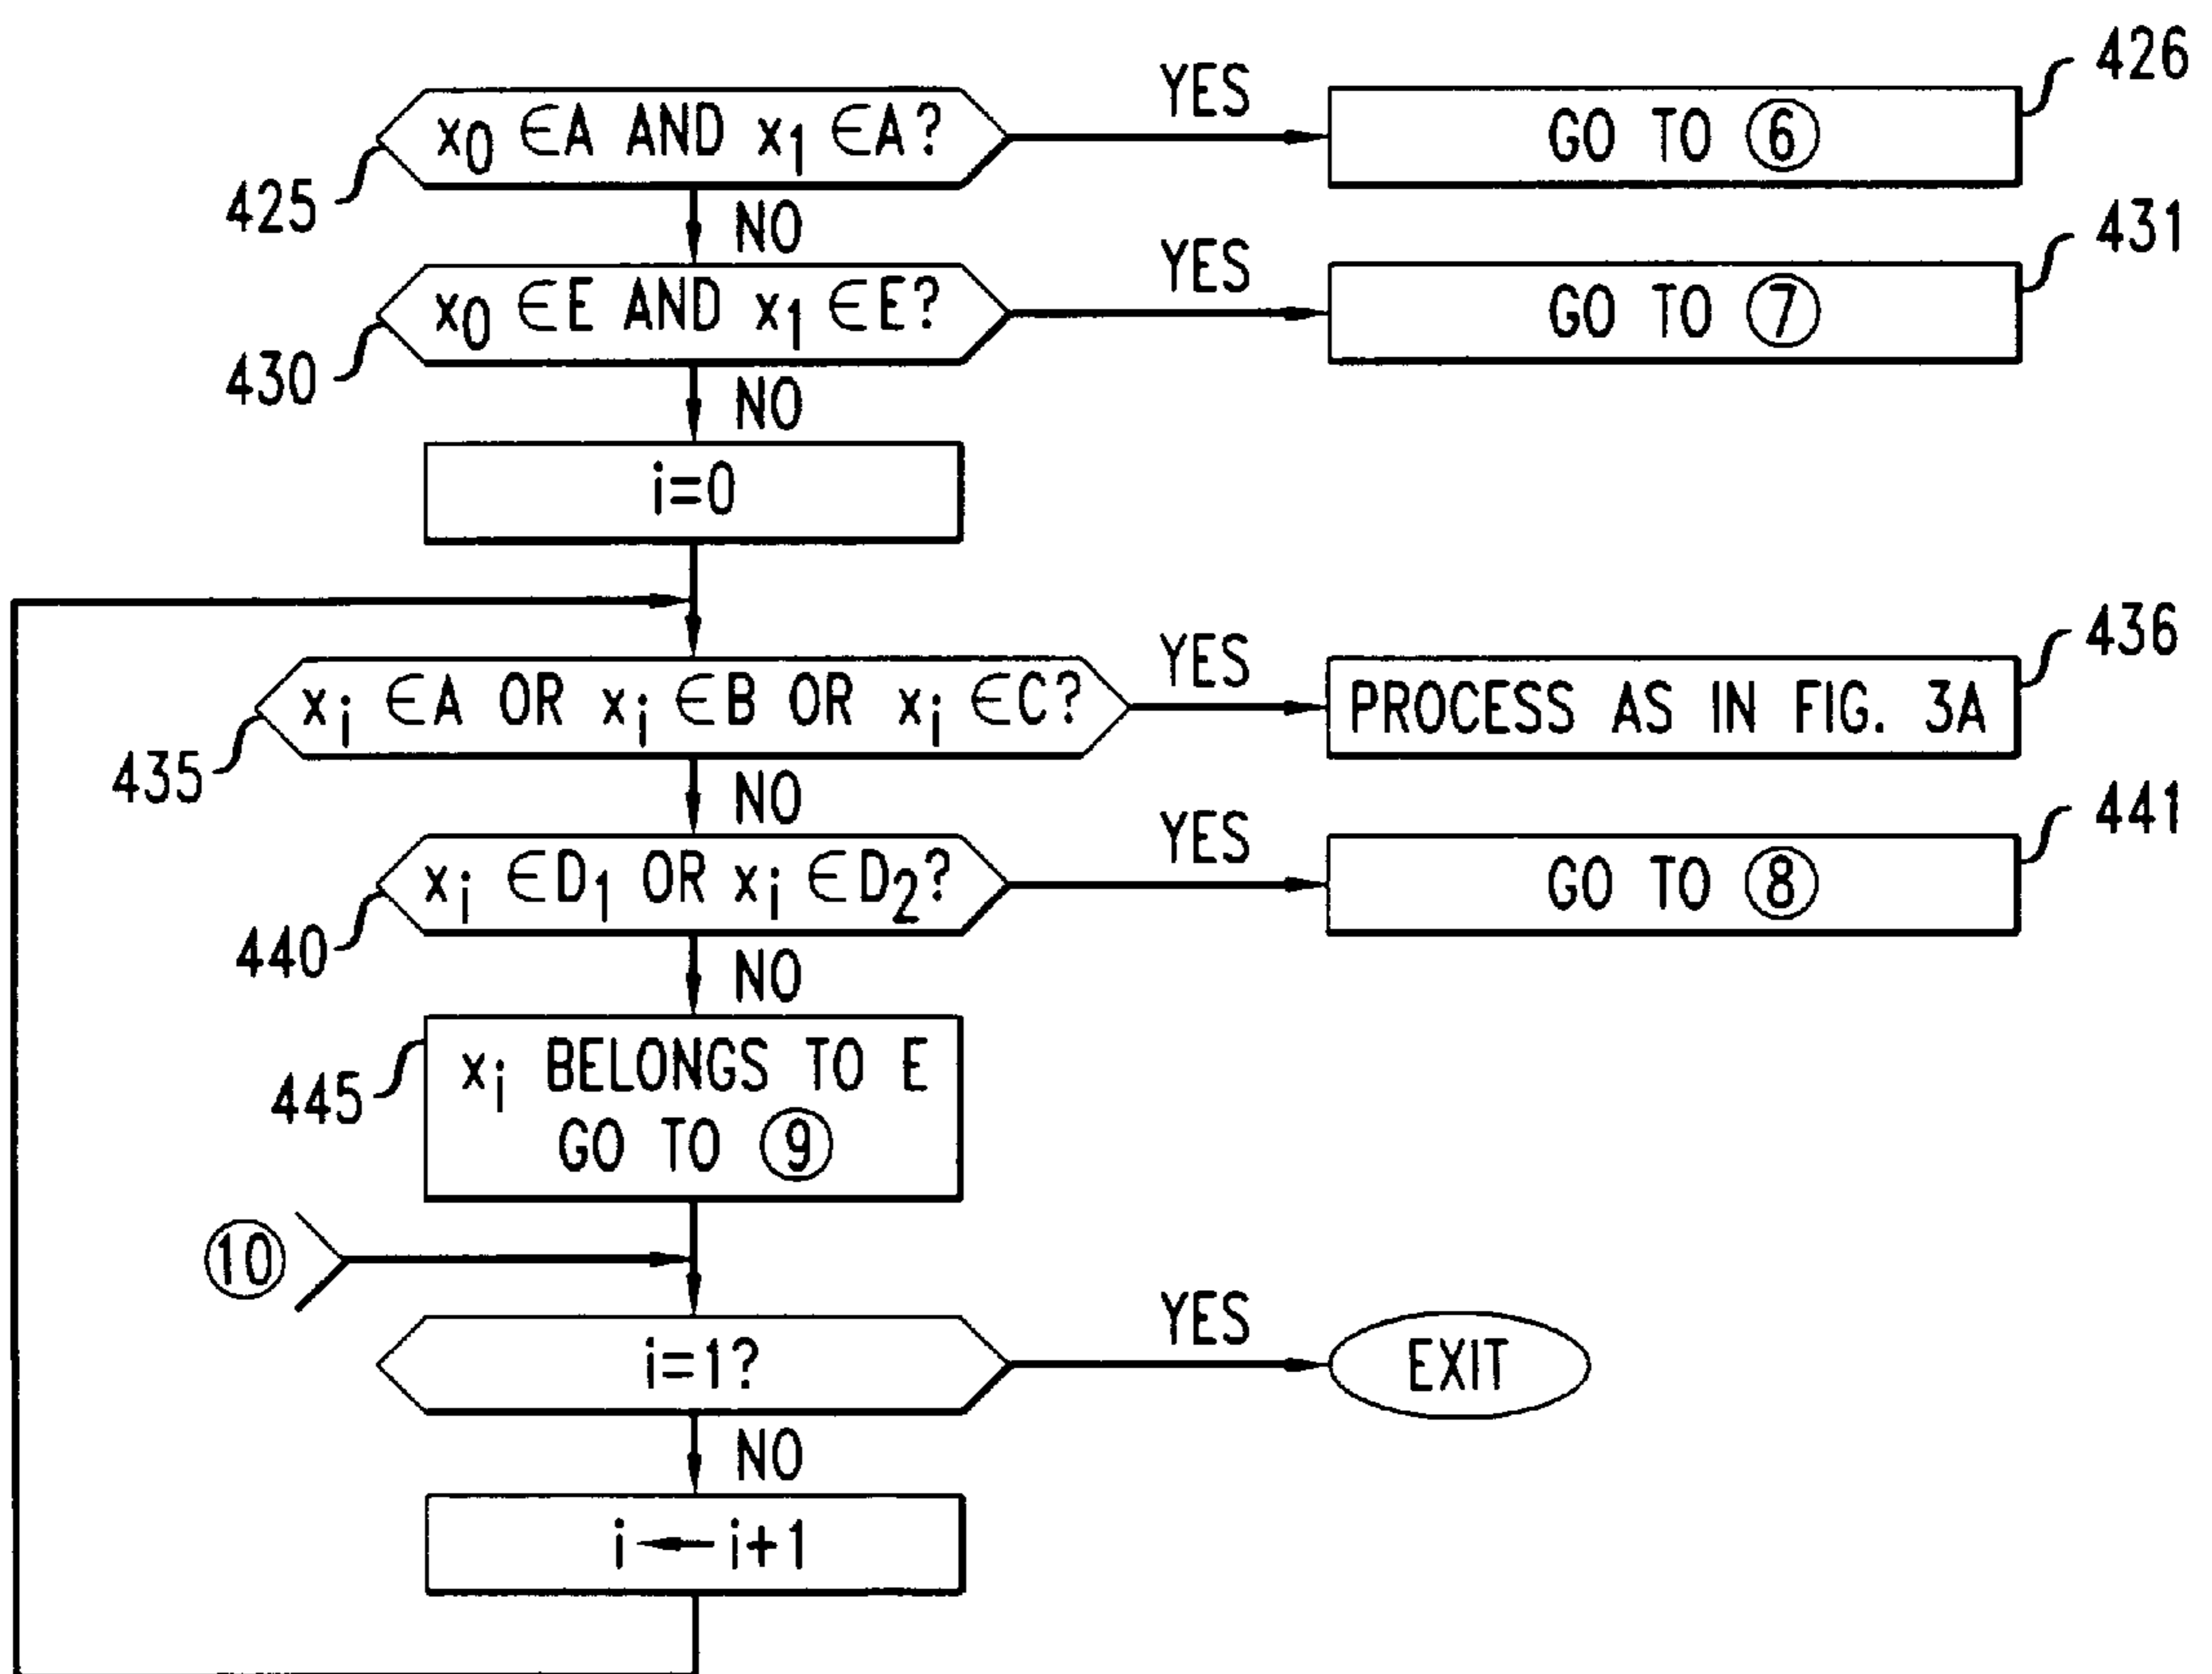 x₀ ∈A AND x₁ ∈A?
YES
GO TO ⑥
426
425
NO
x₀ ∈E AND x₁ ∈E?
YES
GO TO ⑦
431
430
NO
i=0
xᵢ ∈A OR xᵢ ∈B OR xᵢ ∈C?
YES
PROCESS AS IN FIG. 3A
436
435
NO
xᵢ ∈D₁ OR xᵢ ∈D₂?
YES
GO TO ⑧
441
440
NO
xᵢ BELONGS TO E
GO TO ⑨
445
⑩
i=1?
YES
EXIT
NO
i←i+1